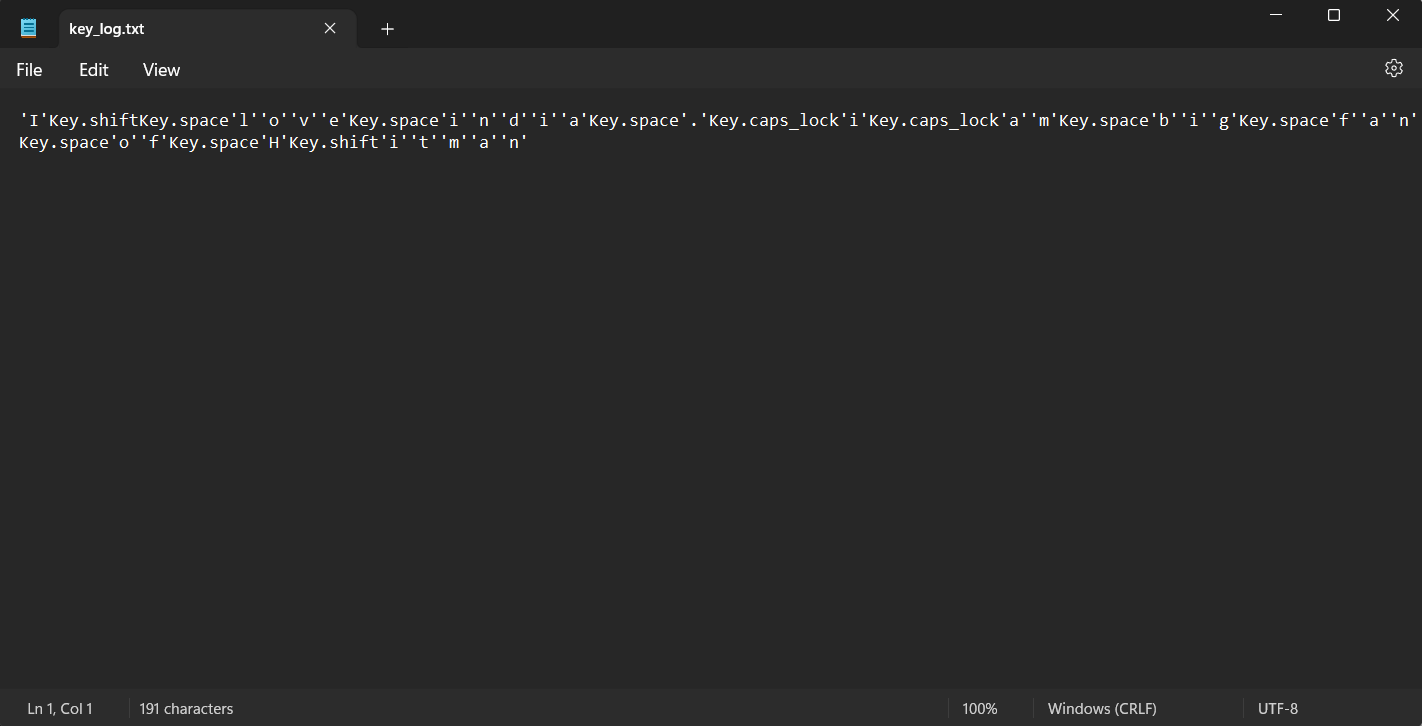 key_log.txt
File Edit View
'I'Key.shiftKey.space'l''o''v''e'Key.space'i''n''d''i''a'Key.space'.'Key.caps_lock'i'Key.caps_lock'a''m'Key.space'b''i''g'Key.space'f''a''n'
Key.space'o''f'Key.space'H'Key.shift'i''t''m''a''n'
Ln 1, Col 1 191 characters 100% Windows (CRLF) UTF-8